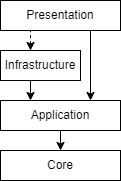 Presentation
Infrastructure
Application
Core